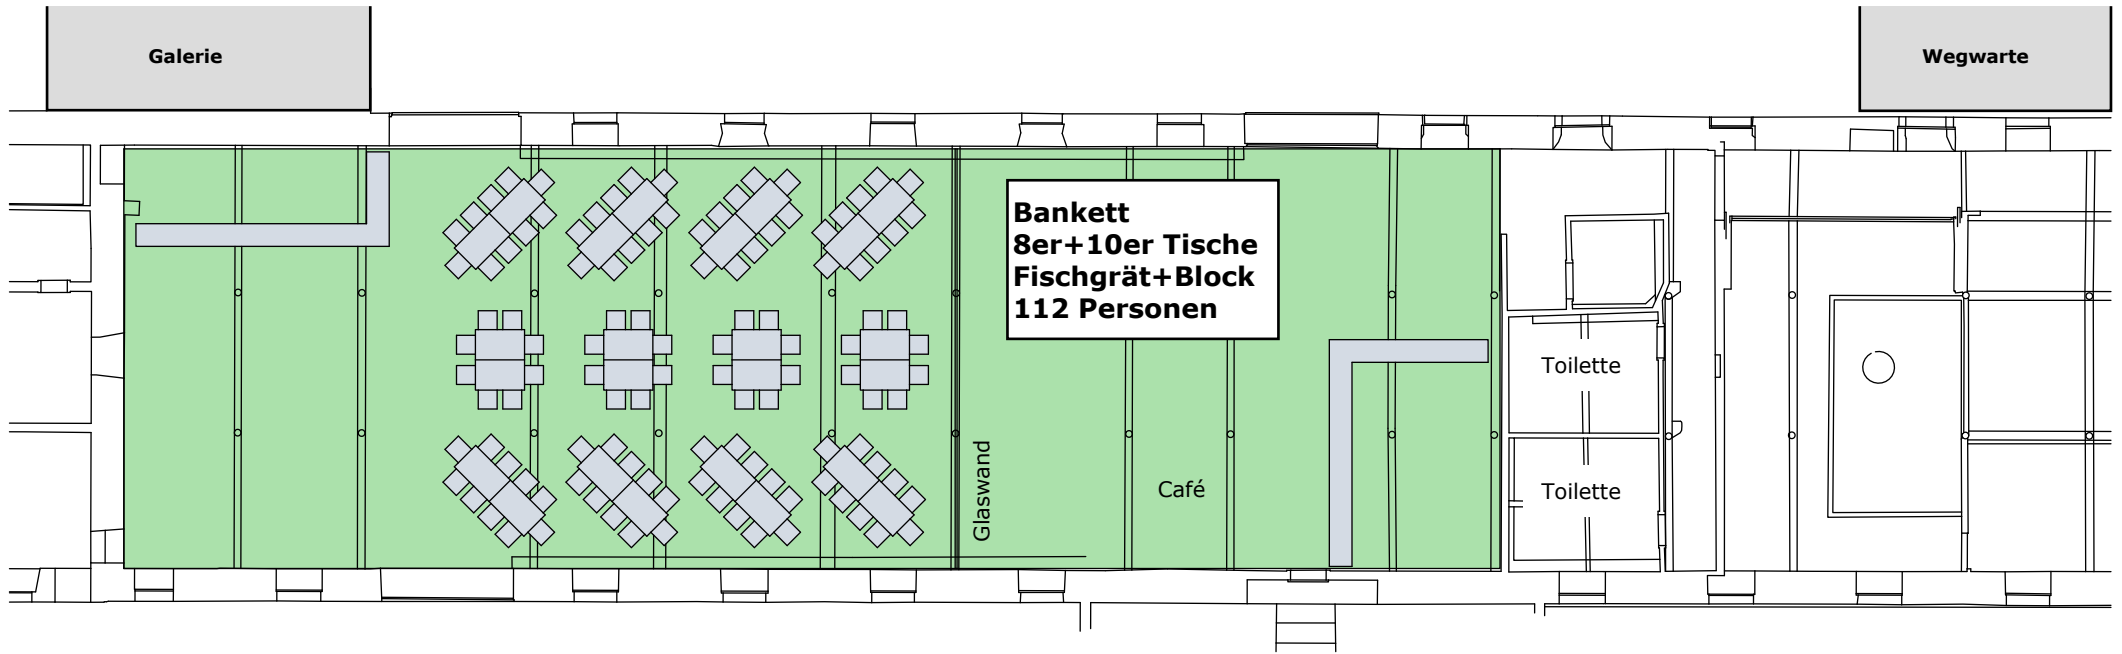 Galerie
Wegwarte
Bankett
8er+10er Tische
Fischgrät+Block
112 Personen
Toilette
Glaswand
Café
Toilette